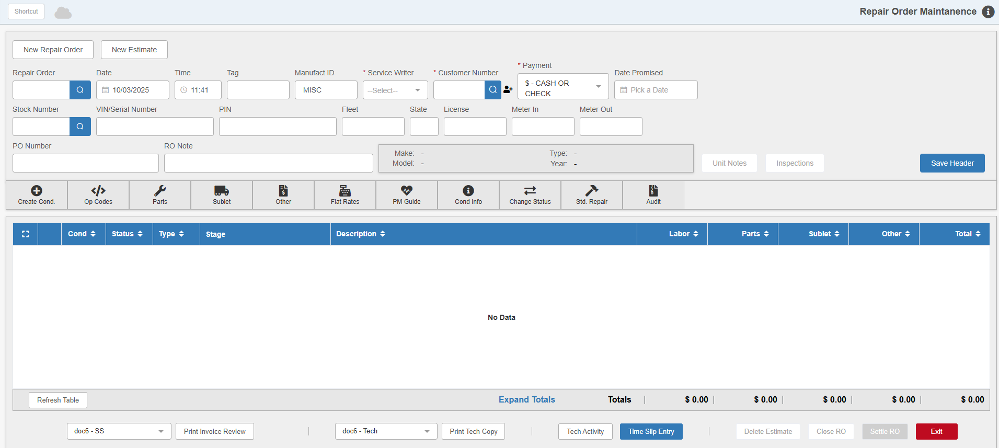 Shortcut
Repair Order Maintanence
New Repair Order
New Estimate
Repair Order
Date
Time
Tag
Manufact ID
* Service Writer
* Customer Number
* Payment
Date Promised
10/03/2025
11:41
MISC
--Select--
$ - CASH OR
CHECK
Pick a Date
Stock Number
VIN/Serial Number
PIN
Fleet
State
License
Meter In
Meter Out
PO Number
RO Note
Make: -
Type: -
Model: -
Year: -
Unit Notes
Inspections
Save Header
Create Cond.
Op Codes
Parts
Sublet
Other
Flat Rates
PM Guide
Cond Info
Change Status
Std. Repair
Audit
Cond
Status
Type
Stage
Description
Labor
Parts
Sublet
Other
Total
No Data
Refresh Table
Expand Totals
Totals | $ 0.00 | $ 0.00 | $ 0.00 | $ 0.00 | $ 0.00
doc6 - SS
Print Invoice Review
doc6 - Tech
Print Tech Copy
Tech Activity
Time Slip Entry
Delete Estimate
Close RO
Settle RO
Exit